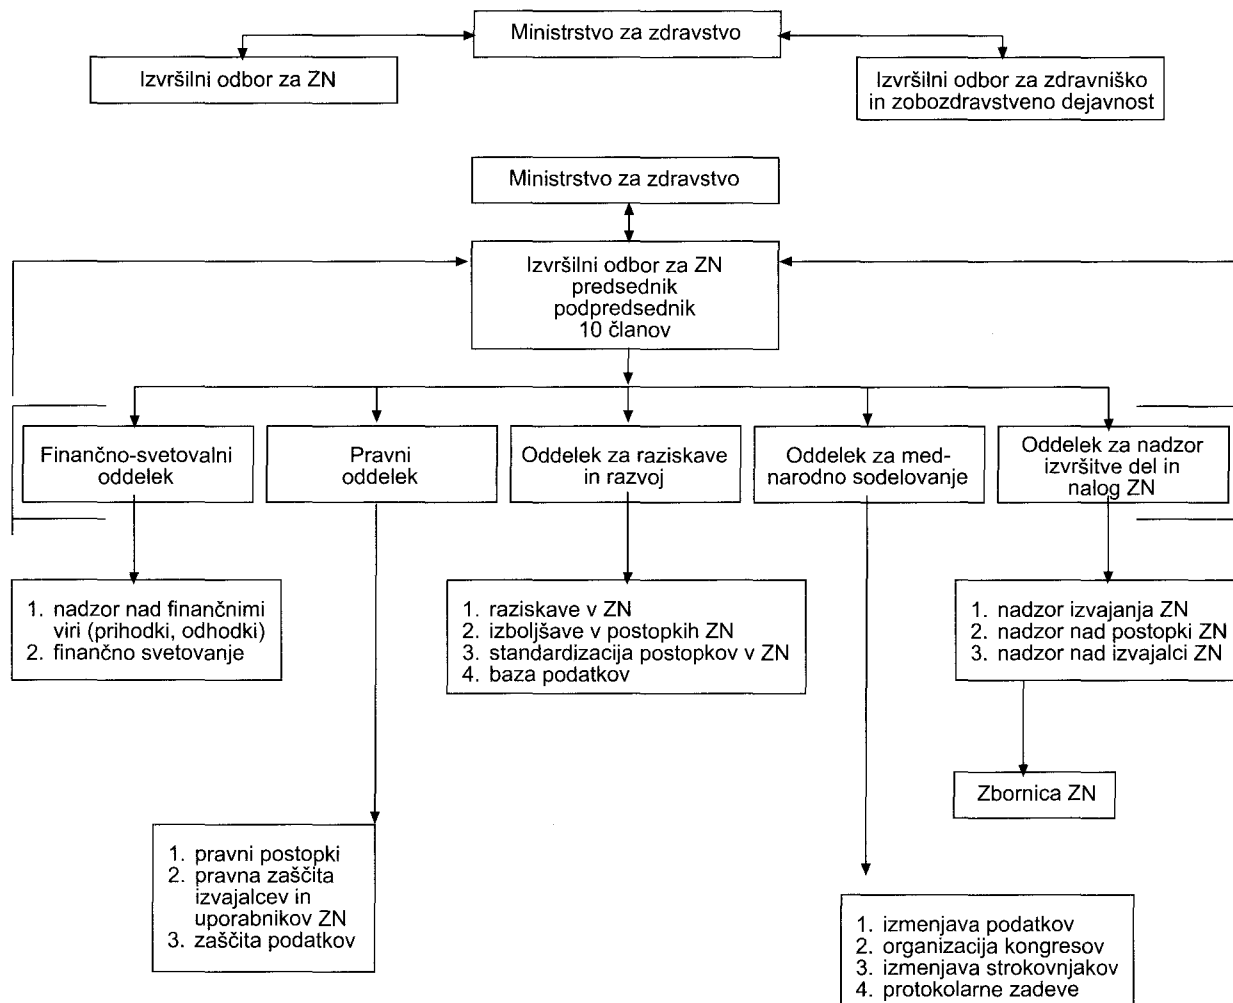 Ministrstvo za zdravstvo
Izvršilni odbor za ZN
Izvršilni odbor za zdravniško
in zobozdravstveno dejavnost
Ministrstvo za zdravstvo
Izvršilni odbor za ZN
predsednik
podpredsednik
10 članov
Finančno-svetovalni
oddelek
Pravni
oddelek
Oddelek za raziskave
in razvoj
Oddelek za med-
narodno sodelovanje
Oddelek za nadzor
izvršitve del in
nalog ZN
1. nadzor nad finančnimi
viri (prihodki, odhodki)
2. finančno svetovanje
1. raziskave v ZN
2. izboljšave v postopkih ZN
3. standardizacija postopkov v ZN
4. baza podatkov
1. nadzor izvajanja ZN
2. nadzor nad postopki ZN
3. nadzor nad izvajalci ZN
Zbornica ZN
1. pravni postopki
2. pravna zaščita
izvajalcev in
uporabnikov ZN
3. zaščita podatkov
1. izmenjava podatkov
2. organizacija kongresov
3. izmenjava strokovnjakov
4. protokolarne zadeve